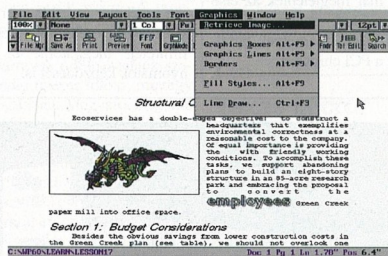 File Edit View Layout Tools Font Graphics Window Help
100% None 1 Col
File Mgr Save As Print Preview Font GrphMode Tbl Edit Search
12pt
Retrieve Image...
Graphics Boxes Alt+F9
Graphics Lines Alt+F9
Borders Alt+F9
Fill Styles... Alt+F9
Line Draw... Ctrl+F3
Structural C
Ecoservices has a double-edged objective: to construct a
headquarters that exemplifies
environmental correctness at a
reasonable cost to the company.
Of equal importance is providing
the with friendly working
conditions. To accomplish these
tasks, we support abandoning
plans to build an eight-story
structure in an 85-acre research
park and embracing the proposal
to convert the
employees Green Creek
paper mill into office space.
Section 1: Budget Considerations
Besides the obvious savings from lower construction costs in
the Green Creek plan (see table), we should not overlook one
C:\WP60\LEARN\LESSON17 Doc 1 Pg 1 Ln 1.78" Pos 6.4"